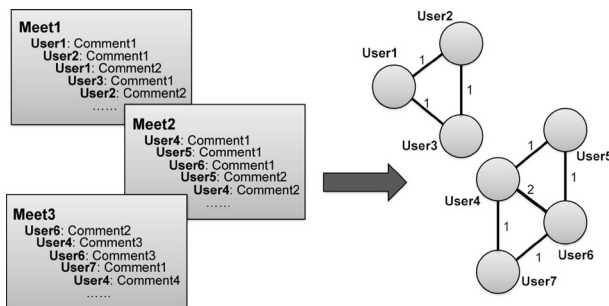 Meet1
User1: Comment1
User2: Comment1
User1: Comment2
User3: Comment1
User2: Comment2
......
Meet2
User4: Comment1
User5: Comment1
User6: Comment1
User5: Comment2
User4: Comment2
......
Meet3
User6: Comment2
User4: Comment3
User6: Comment3
User7: Comment1
User4: Comment4
......
User2
User1
1
1
1
User3
User5
1
User4
2
1
1
User6
1
User7